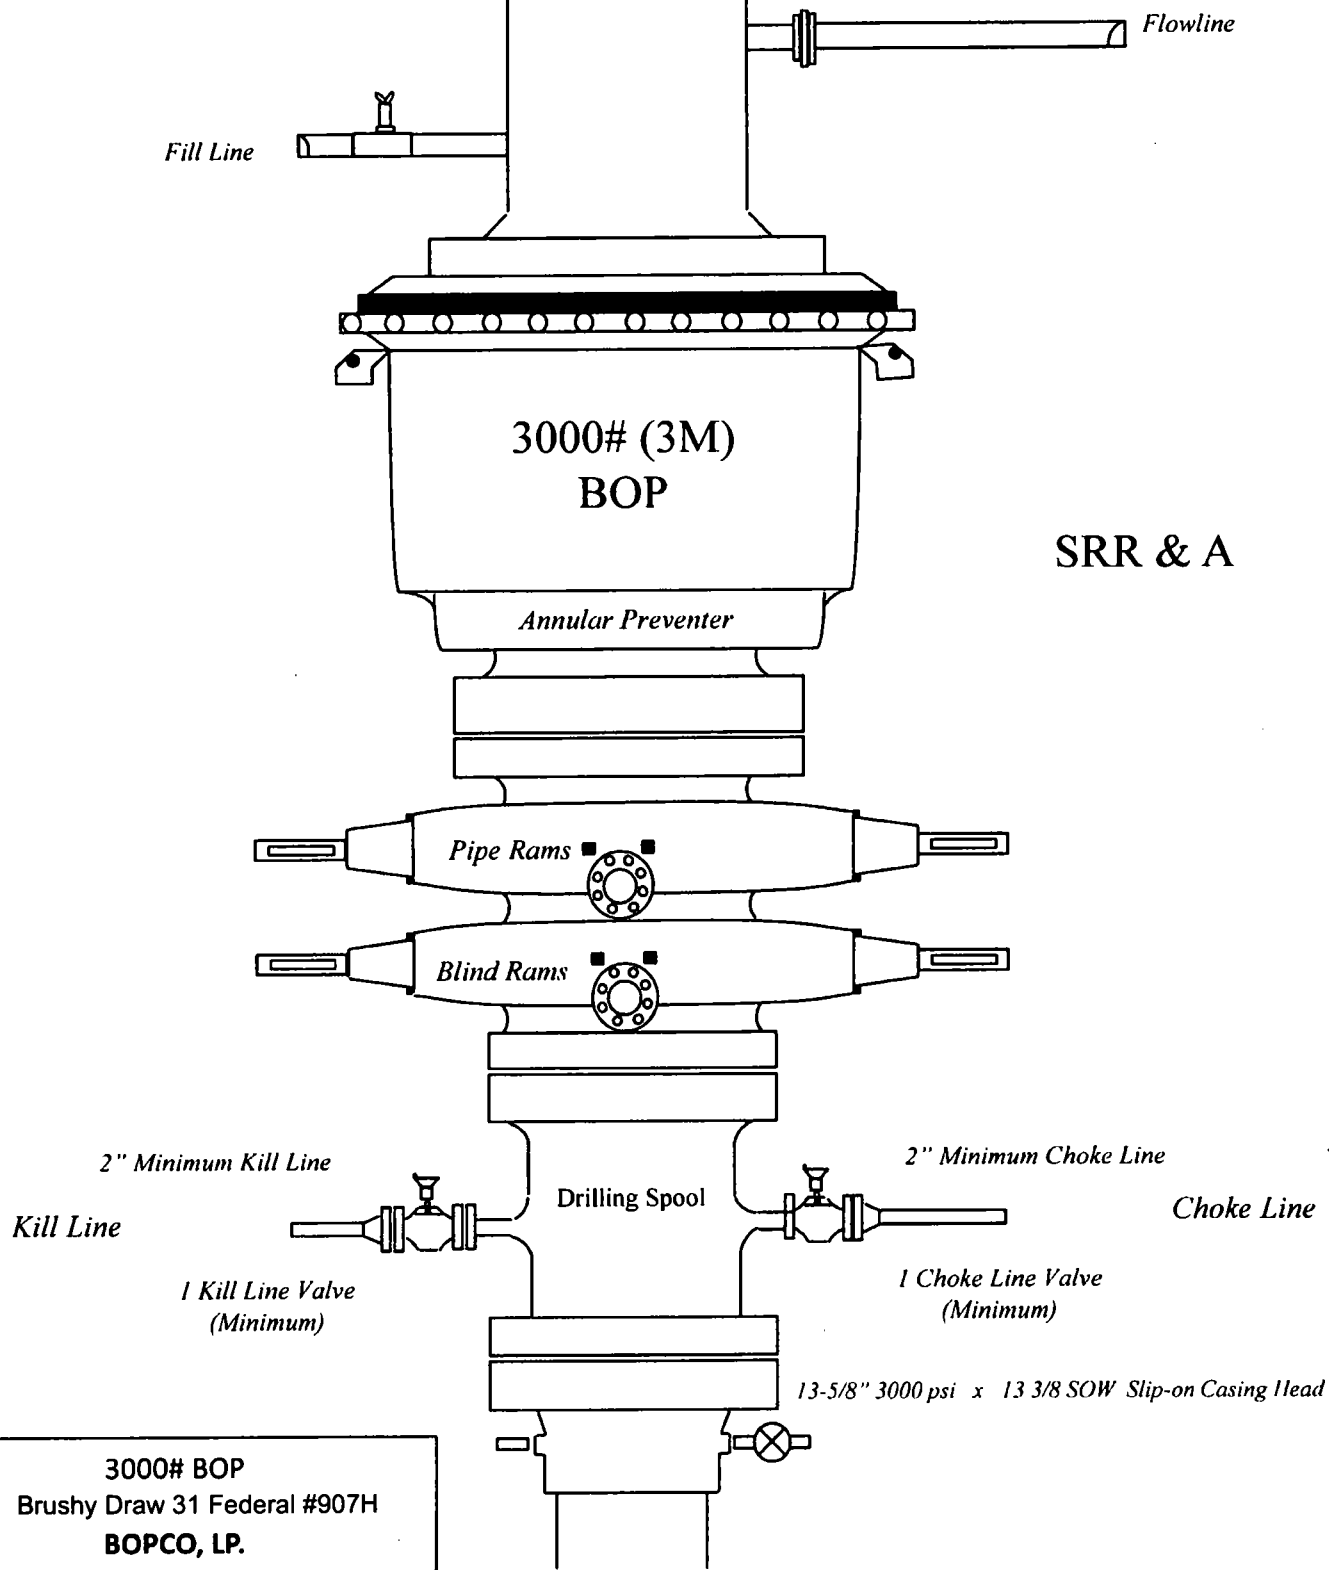 Flowline
Fill Line
3000# (3M)
BOP
SRR & A
Annular Preventer
Pipe Rams
Blind Rams
2" Minimum Kill Line
2" Minimum Choke Line
Drilling Spool
Kill Line
Choke Line
1 Kill Line Valve
(Minimum)
1 Choke Line Valve
(Minimum)
13-5/8" 3000 psi x 13 3/8 SOW Slip-on Casing Head
3000# BOP
Brushy Draw 31 Federal #907H
BOPCO, LP.